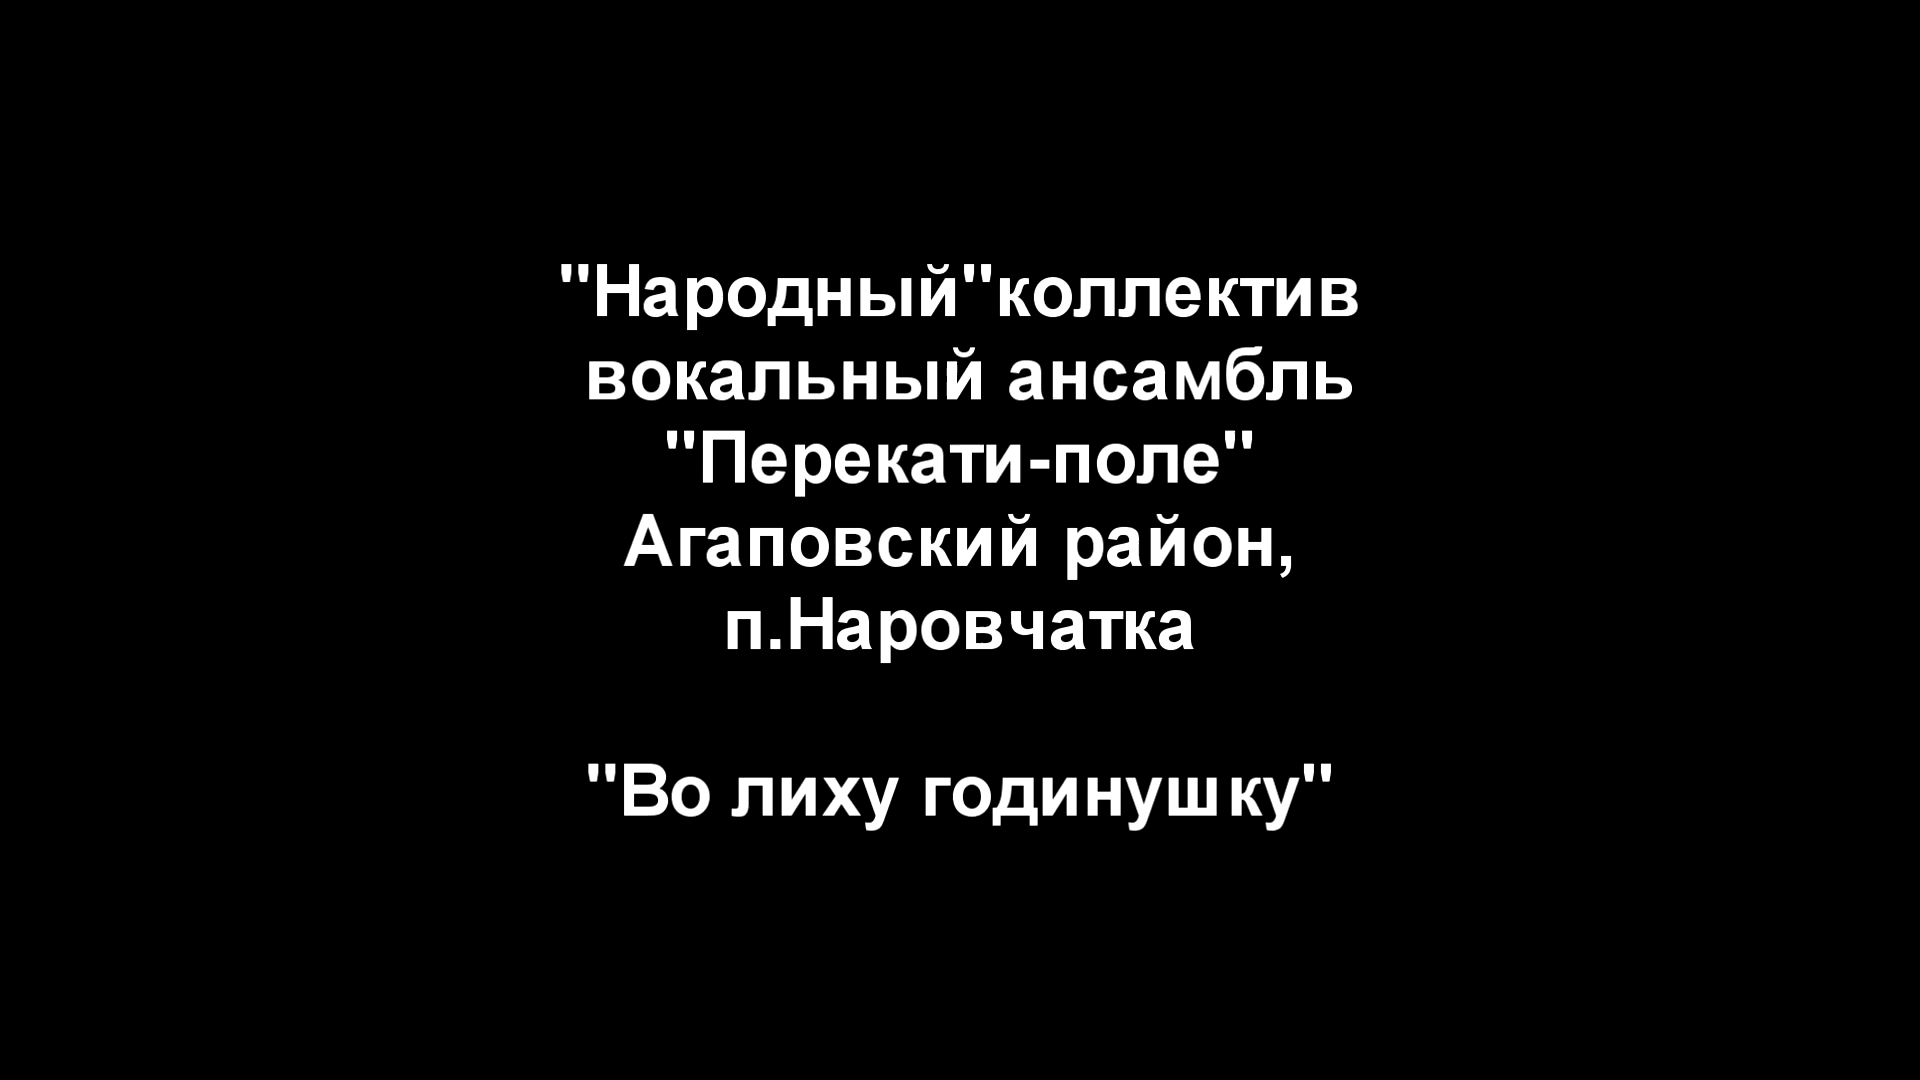 "Народный"коллектив
вокальный ансамбль
"Перекати-поле"
Агаповский район,
п.Наровчатка
"Во лиху годинушку"